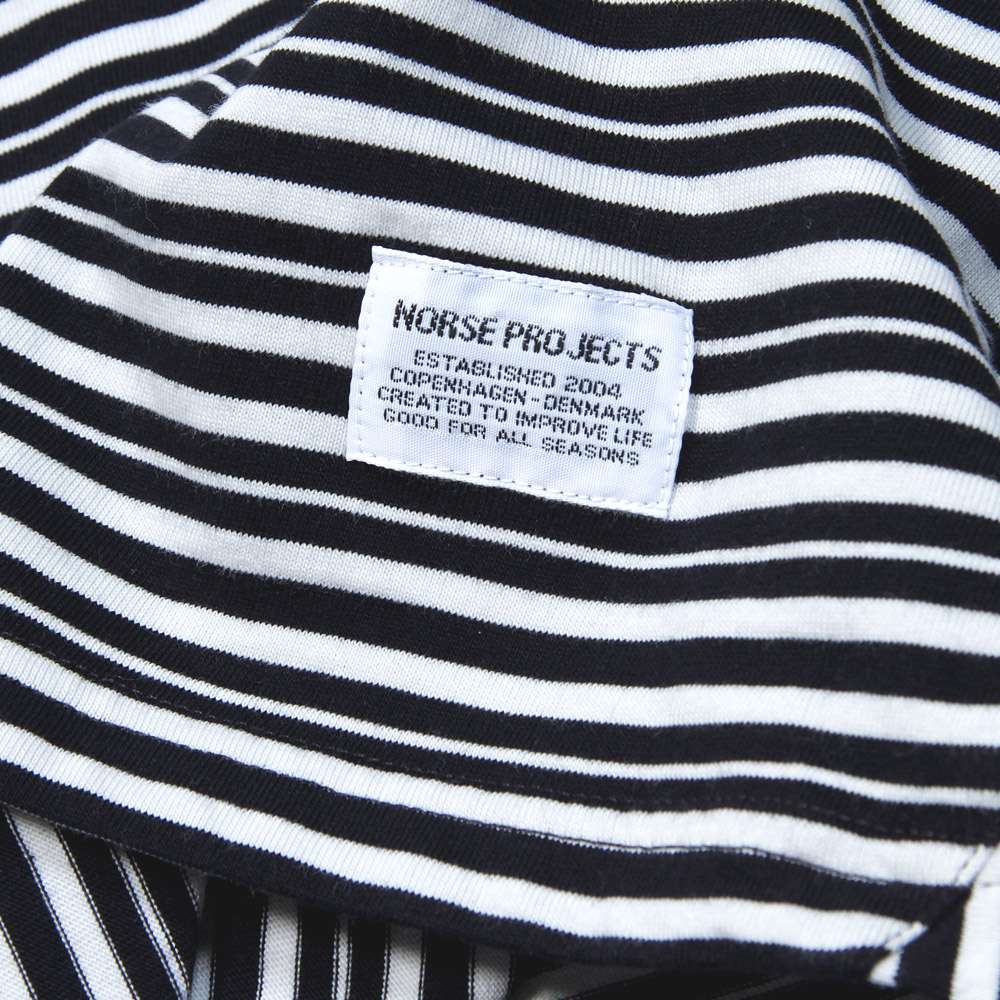 NORSE PROJECTS
ESTABLISHED 2004
COPENHAGEN - DENMARK
CREATED TO IMPROVE LIFE
GOOD FOR ALL SEASONS